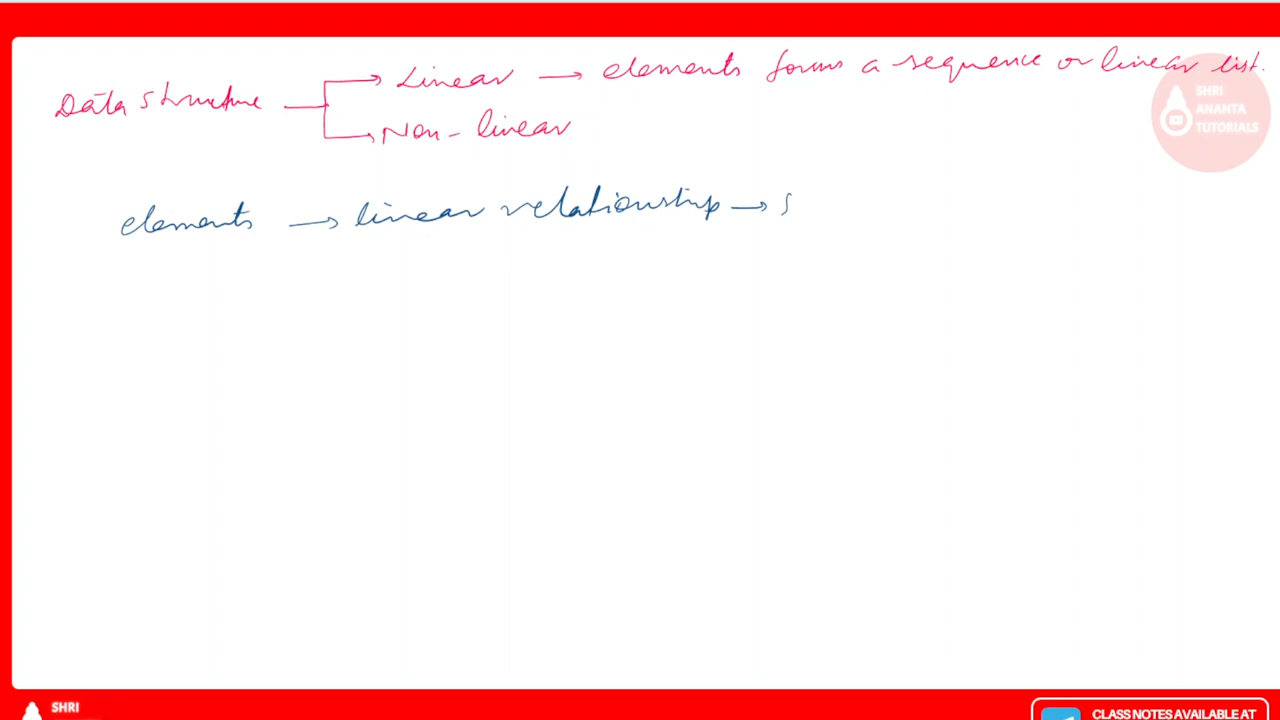 Data structure → Linear → elements forms a sequence or linear list.
→ Non-linear
elements → linear relationship → s
SHRI
ANANTA
TUTORIALS
SHRI
CLASS NOTES AVAILABLE AT